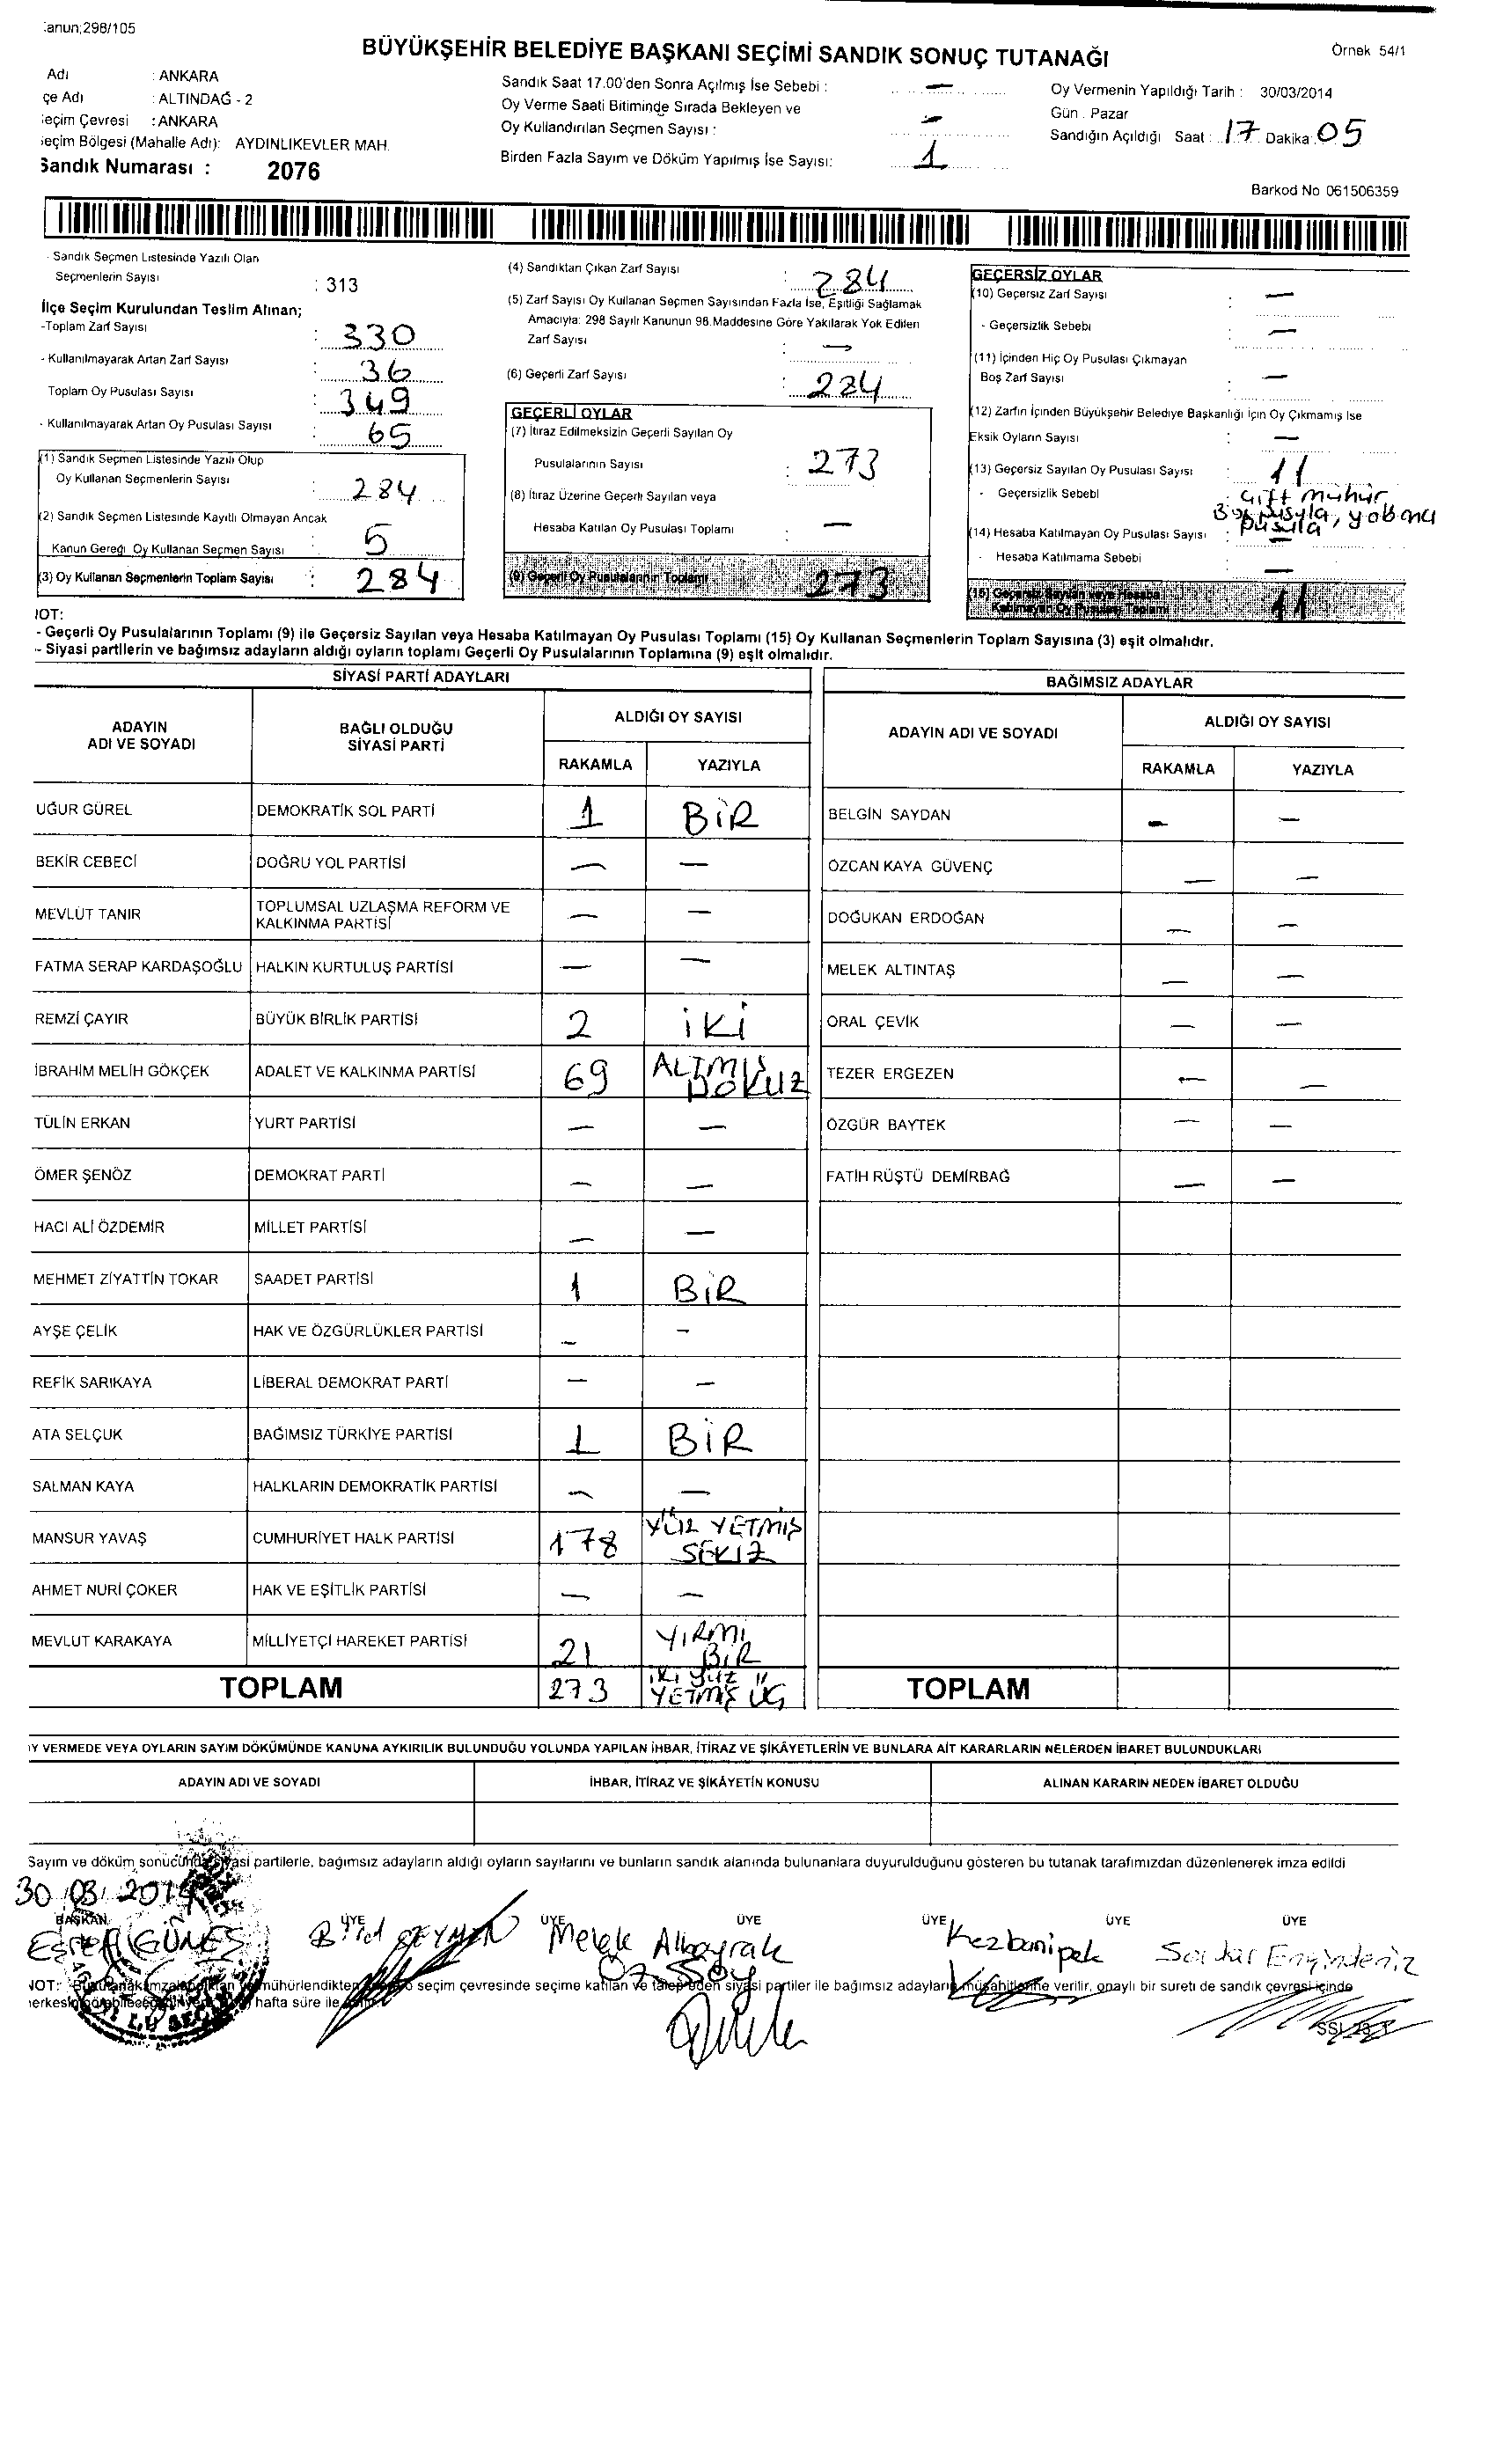 anun;298/105
BÜYÜKŞEHİR BELEDİYE BAŞKANI SEÇİMİ SANDIK SONUÇ TUTANAĞI
Örnek 54/1
Adı : ANKARA
çe Adı : ALTINDAĞ - 2
eçim Çevresi : ANKARA
eçim Bölgesi (Mahalle Adı): AYDINLIKEVLER MAH.
Sandık Numarası : 2076
Sandık Saat 17.00'den Sonra Açılmış İse Sebebi : —
Oy Verme Saati Bitiminde Sırada Bekleyen ve
Oy Kullandırılan Seçmen Sayısı : —
Birden Fazla Sayım ve Döküm Yapılmış İse Sayısı: 1
Oy Vermenin Yapıldığı Tarih : 30/03/2014
Gün : Pazar
Sandığın Açıldığı Saat : 17 Dakika: 05
Barkod No 061506359
- Sandık Seçmen Listesinde Yazılı Olan
Seçmenlerin Sayısı : 313
İlçe Seçim Kurulundan Teslim Alınan;
-Toplam Zarf Sayısı : 330
- Kullanılmayarak Artan Zarf Sayısı : 36
Toplam Oy Pusulası Sayısı : 349
- Kullanılmayarak Artan Oy Pusulası Sayısı : 65
(1) Sandık Seçmen Listesinde Yazılı Olup
Oy Kullanan Seçmenlerin Sayısı : 284
(2) Sandık Seçmen Listesinde Kayıtlı Olmayan Ancak
Kanun Gereği Oy Kullanan Seçmen Sayısı : 5
(3) Oy Kullanan Seçmenlerin Toplam Sayısı : 284
(4) Sandıktan Çıkan Zarf Sayısı : 284
(5) Zarf Sayısı Oy Kullanan Seçmen Sayısından Fazla İse, Eşitliği Sağlamak
Amacıyla: 298 Sayılı Kanunun 98.Maddesine Göre Yakılarak Yok Edilen
Zarf Sayısı : —
(6) Geçerli Zarf Sayısı : 284
GEÇERLİ OYLAR
(7) İtiraz Edilmeksizin Geçerli Sayılan Oy
Pusulalarının Sayısı : 273
(8) İtiraz Üzerine Geçerli Sayılan veya
Hesaba Katılan Oy Pusulası Toplamı : —
(9) Geçerli Oy Pusulalarının Toplamı 273
GEÇERSİZ OYLAR
(10) Geçersiz Zarf Sayısı : —
- Geçersizlik Sebebi : —
(11) İçinden Hiç Oy Pusulası Çıkmayan
Boş Zarf Sayısı : —
(12) Zarfın İçinden Büyükşehir Belediye Başkanlığı İçin Oy Çıkmamış İse
Eksik Oyların Sayısı : —
(13) Geçersiz Sayılan Oy Pusulası Sayısı : 11
- Geçersizlik Sebebi : Çift mühür
Boş pusula, yabancı
pusula
(14) Hesaba Katılmayan Oy Pusulası Sayısı : —
- Hesaba Katılmama Sebebi —
(15) Geçersiz Sayılan veya Hesaba
Katılmayan Oy Pusulası Toplamı 11
NOT:
- Geçerli Oy Pusulalarının Toplamı (9) ile Geçersiz Sayılan veya Hesaba Katılmayan Oy Pusulası Toplamı (15) Oy Kullanan Seçmenlerin Toplam Sayısına (3) eşit olmalıdır.
- Siyasi partilerin ve bağımsız adayların aldığı oyların toplamı Geçerli Oy Pusulalarının Toplamına (9) eşit olmalıdır.
SİYASİ PARTİ ADAYLARI
ADAYIN ADI VE SOYADI BAĞLI OLDUĞU SİYASİ PARTİ ALDIĞI OY SAYISI
RAKAMLA YAZIYLA
UĞUR GÜREL DEMOKRATİK SOL PARTİ 1 BİR
BEKİR CEBECİ DOĞRU YOL PARTİSİ — —
MEVLÜT TANIR TOPLUMSAL UZLAŞMA REFORM VE KALKINMA PARTİSİ — —
FATMA SERAP KARDAŞOĞLU HALKIN KURTULUŞ PARTİSİ — —
REMZİ ÇAYIR BÜYÜK BİRLİK PARTİSİ 2 İKİ
İBRAHİM MELİH GÖKÇEK ADALET VE KALKINMA PARTİSİ 69 ALTMIŞ DOKUZ
TÜLİN ERKAN YURT PARTİSİ — —
ÖMER ŞENÖZ DEMOKRAT PARTİ — —
HACI ALİ ÖZDEMİR MİLLET PARTİSİ — —
MEHMET ZİYATTİN TOKAR SAADET PARTİSİ 1 BİR
AYŞE ÇELİK HAK VE ÖZGÜRLÜKLER PARTİSİ — —
REFİK SARIKAYA LİBERAL DEMOKRAT PARTİ — —
ATA SELÇUK BAĞIMSIZ TÜRKİYE PARTİSİ 1 BİR
SALMAN KAYA HALKLARIN DEMOKRATİK PARTİSİ — —
MANSUR YAVAŞ CUMHURİYET HALK PARTİSİ 178 YÜZ YETMİŞ SEKİZ
AHMET NURİ ÇOKER HAK VE EŞİTLİK PARTİSİ — —
MEVLÜT KARAKAYA MİLLİYETÇİ HAREKET PARTİSİ 21 YİRMİ BİR
TOPLAM 273 İKİ YÜZ YETMİŞ ÜÇ
BAĞIMSIZ ADAYLAR
ADAYIN ADI VE SOYADI ALDIĞI OY SAYISI
RAKAMLA YAZIYLA
BELGİN SAYDAN — —
ÖZCAN KAYA GÜVENÇ — —
DOĞUKAN ERDOĞAN — —
MELEK ALTINTAŞ — —
ORAL ÇEVİK — —
TEZER ERGEZEN — —
ÖZGÜR BAYTEK — —
FATİH RÜŞTÜ DEMİRBAĞ — —
TOPLAM
Y VERMEDE VEYA OYLARIN SAYIM DÖKÜMÜNDE KANUNA AYKIRILIK BULUNDUĞU YOLUNDA YAPILAN İHBAR, İTİRAZ VE ŞİKÂYETLERİN VE BUNLARA AİT KARARLARIN NELERDEN İBARET BULUNDUKLARI
ADAYIN ADI VE SOYADI İHBAR, İTİRAZ VE ŞİKÂYETİN KONUSU ALINAN KARARIN NEDEN İBARET OLDUĞU
Sayım ve döküm sonucunda siyasi partilerle, bağımsız adayların aldığı oyların sayılarını ve bunların sandık alanında bulunanlara duyurulduğunu gösteren bu tutanak tarafımızdan düzenlenerek imza edildi
30/03/2014
BAŞKAN ÜYE ÜYE ÜYE ÜYE ÜYE ÜYE
Eşref GÜNEŞ Birol SEYMEN Melek Albayrak Özsoy Kezban ipek Serdar Engindeniz
seçim çevresinde seçime katılan ve talep eden siyasi partiler ile bağımsız adayların müşahitlerine verilir, onaylı bir sureti de sandık çevresi içinde
hafta süre ile